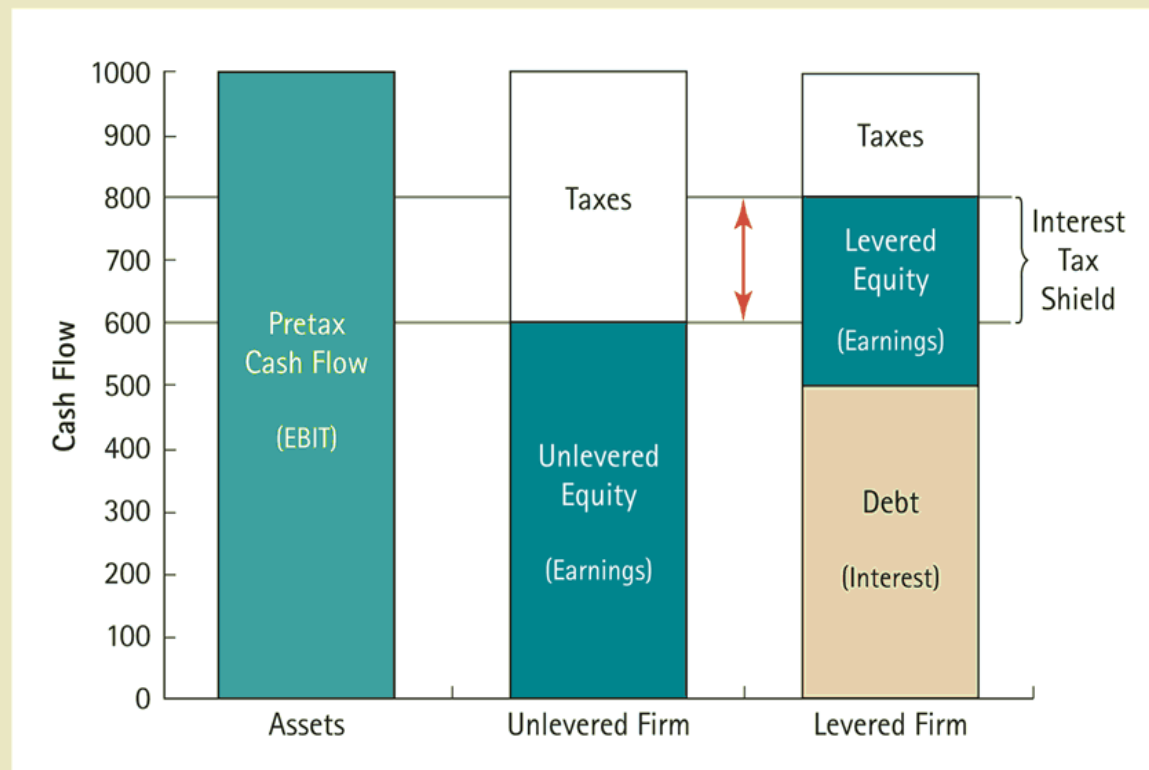 Cash Flow
1000
900
800
700
600
500
400
300
200
100
0
Pretax
Cash Flow
(EBIT)
Taxes
Unlevered
Equity
(Earnings)
Taxes
Levered
Equity
(Earnings)
Debt
(Interest)
Interest
Tax
Shield
Assets
Unlevered Firm
Levered Firm